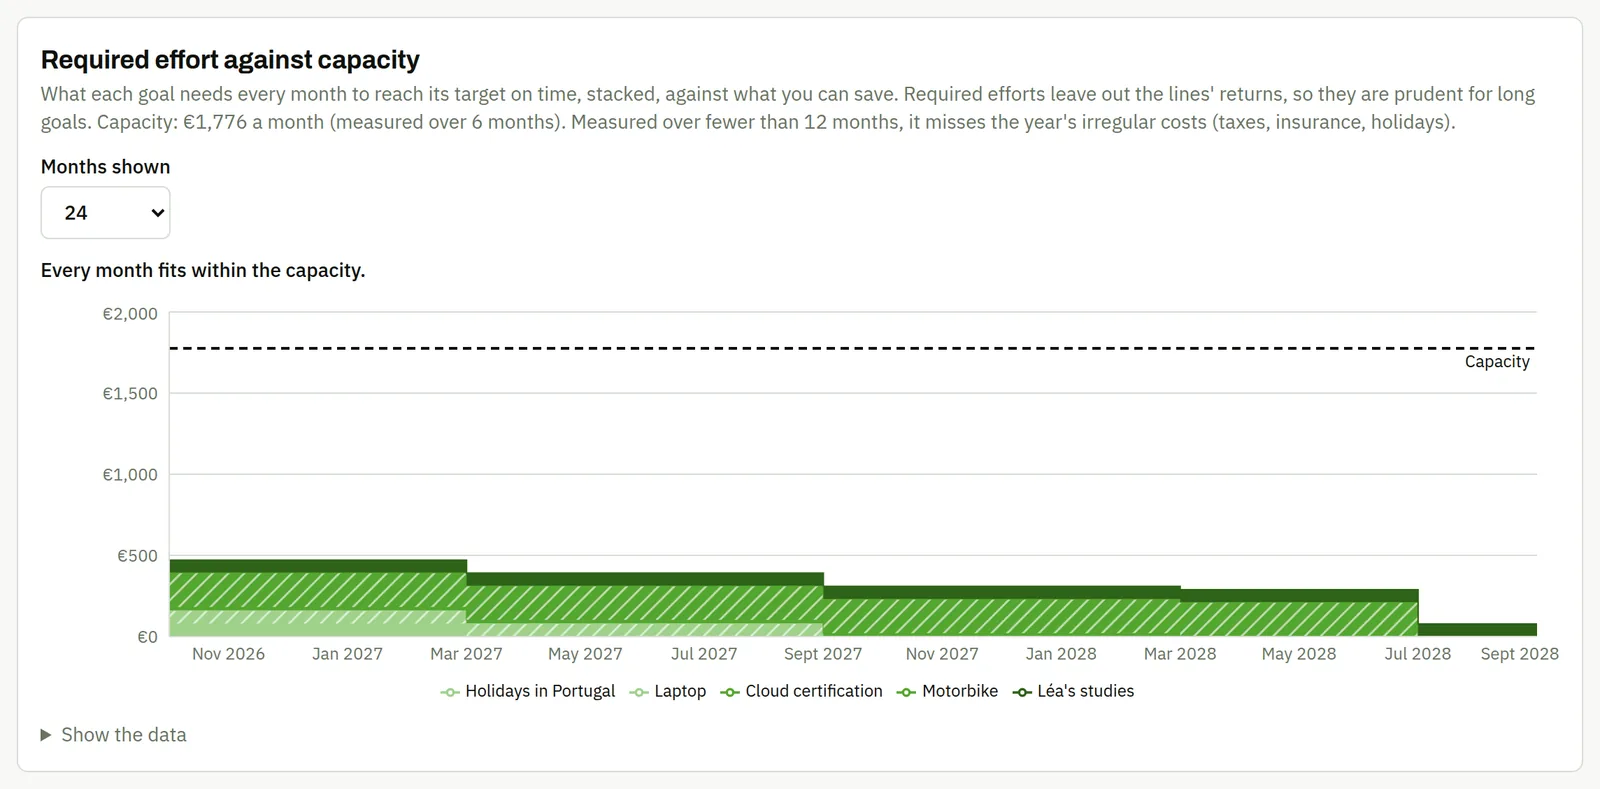 Required effort against capacity
What each goal needs every month to reach its target on time, stacked, against what you can save. Required efforts leave out the lines' returns, so they are prudent for long
goals. Capacity: €1,776 a month (measured over 6 months). Measured over fewer than 12 months, it misses the year's irregular costs (taxes, insurance, holidays).
Months shown
24
Every month fits within the capacity.
€2,000
Capacity
€1,500
€1,000
€500
€0
Nov 2026 Jan 2027 Mar 2027 May 2027 Jul 2027 Sept 2027 Nov 2027 Jan 2028 Mar 2028 May 2028 Jul 2028 Sept 2028
Holidays in Portugal Laptop Cloud certification Motorbike Léa's studies
Show the data